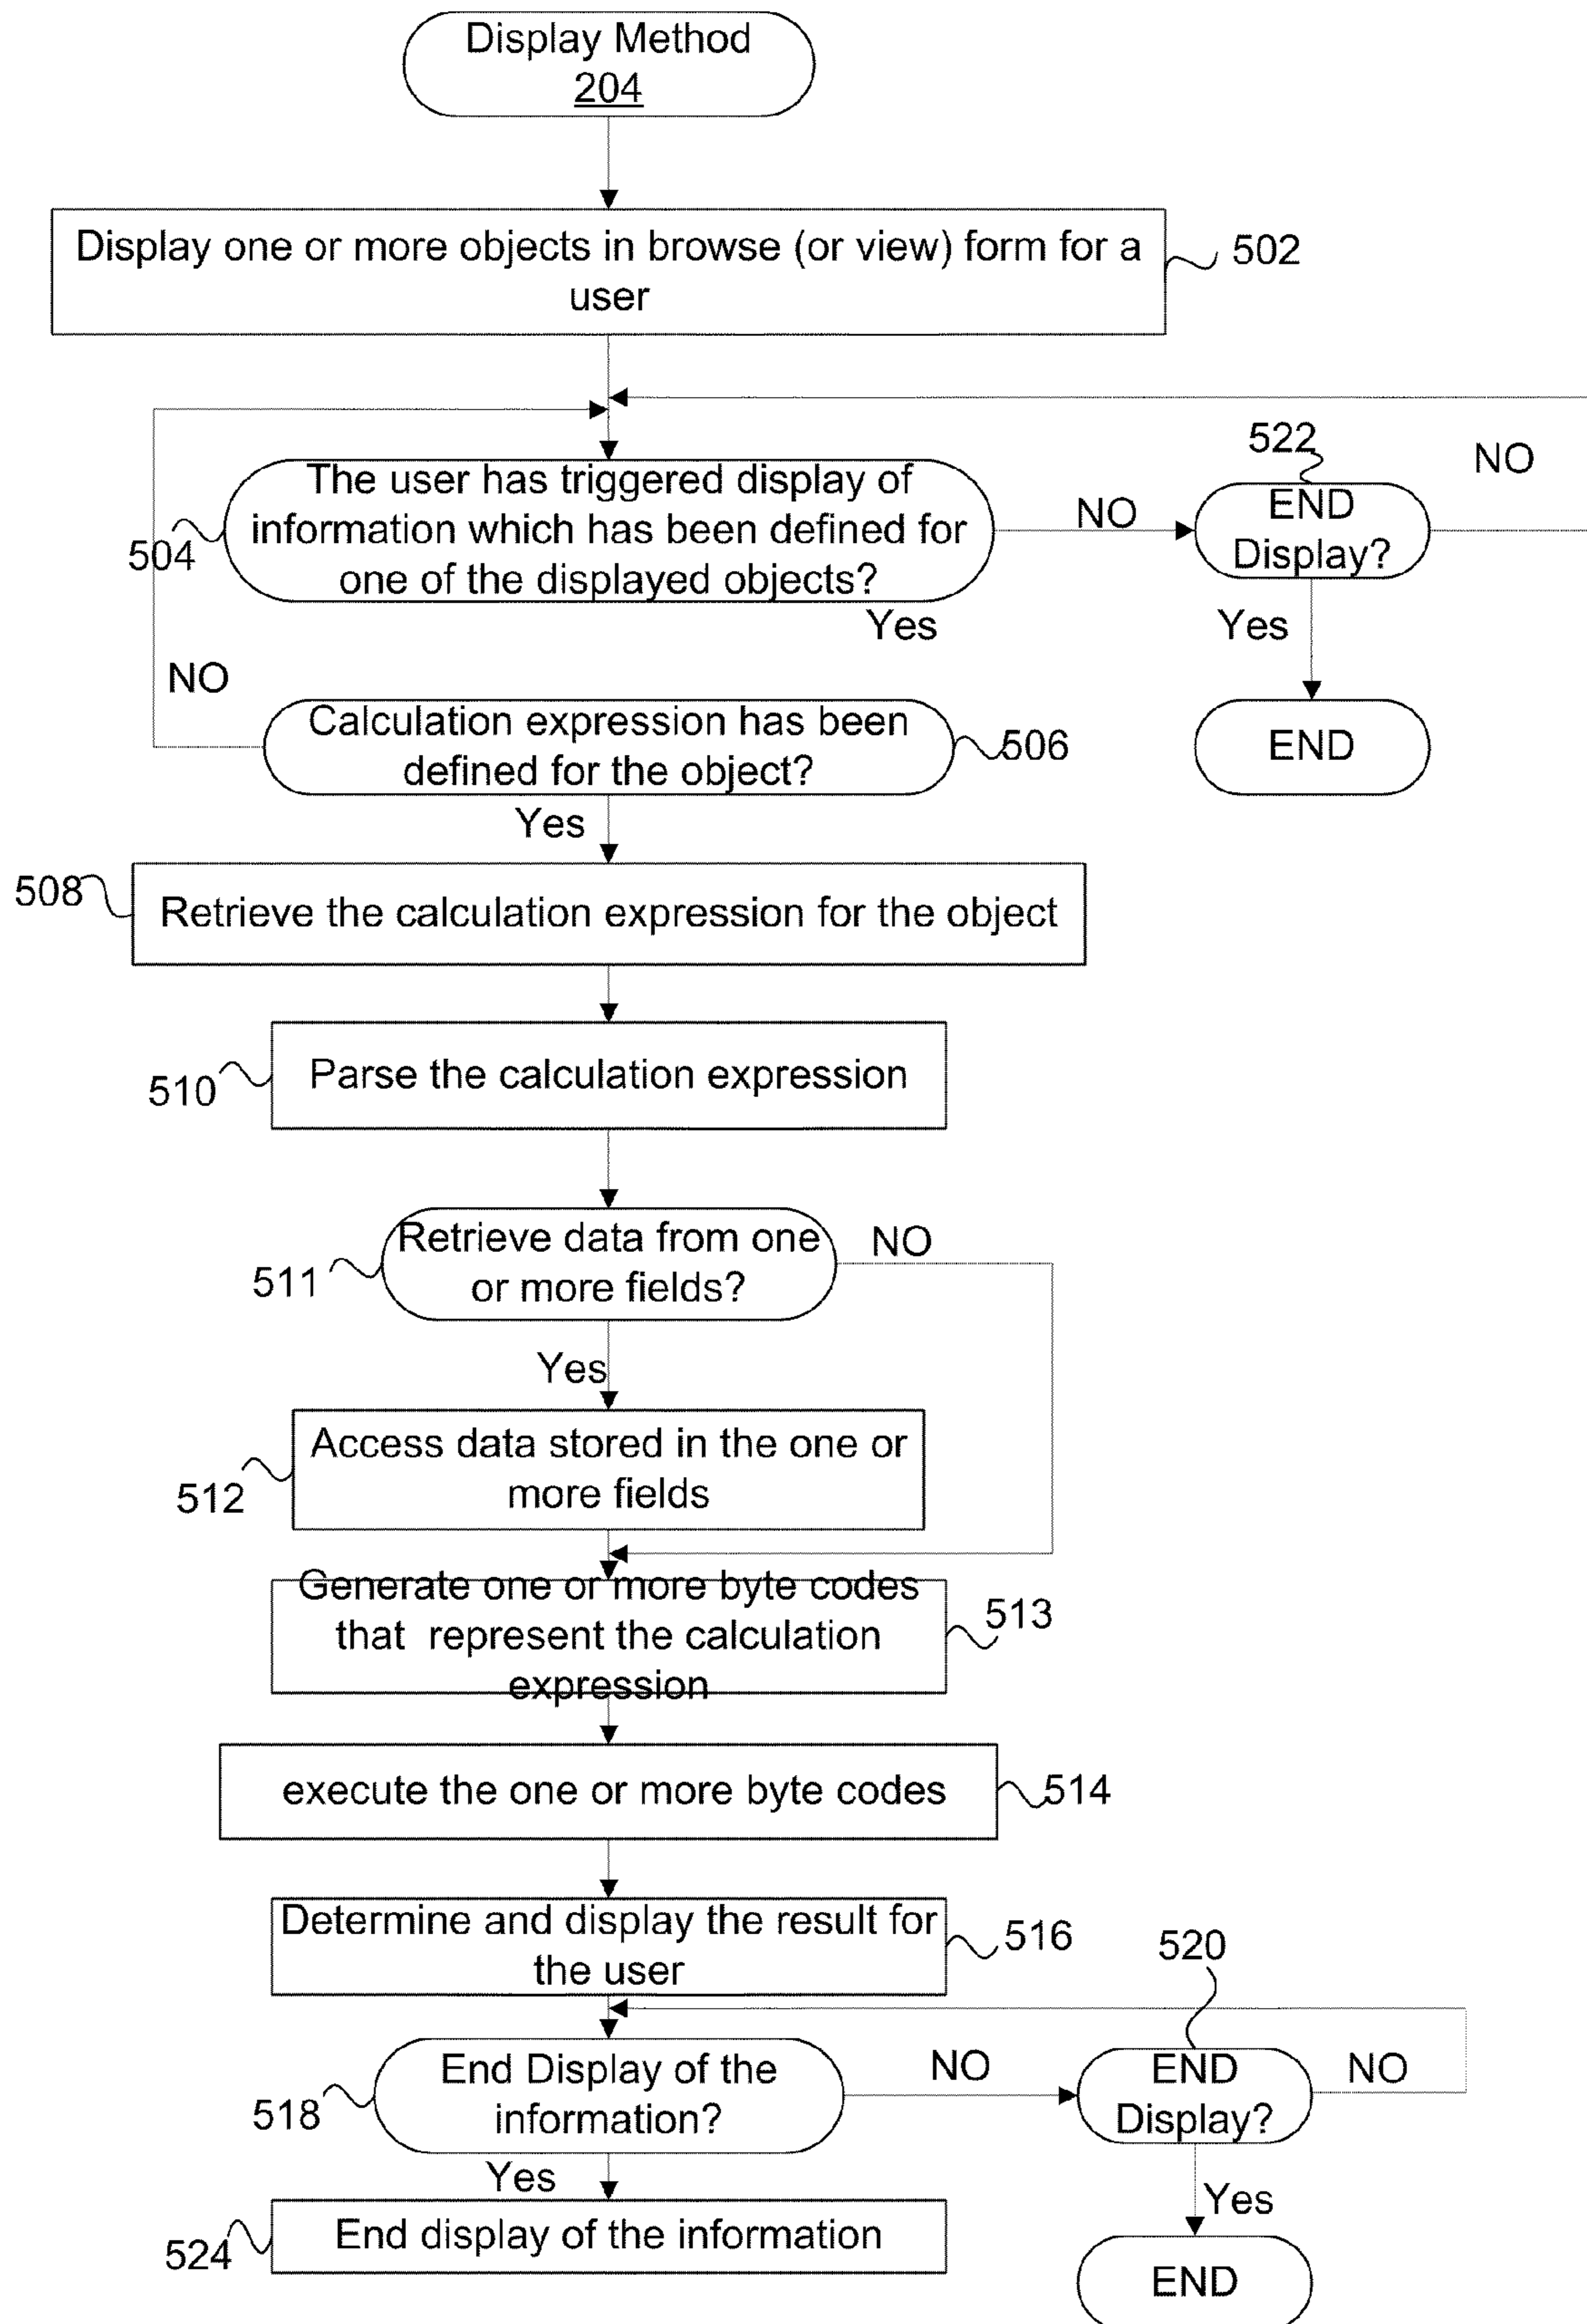 Display Method
204
Display one or more objects in browse (or view) form for a
user
502
The user has triggered display of
information which has been defined for
one of the displayed objects?
504
NO
522
END
Display?
NO
Yes
Yes
END
NO
Calculation expression has been
defined for the object?
506
Yes
508
Retrieve the calculation expression for the object
510
Parse the calculation expression
Retrieve data from one
or more fields?
511
NO
Yes
Access data stored in the one or
more fields
512
Generate one or more byte codes
that represent the calculation
expression
513
execute the one or more byte codes
514
Determine and display the result for
the user
516
520
End Display of the
information?
518
NO
END
Display?
NO
Yes
Yes
End display of the information
524
END